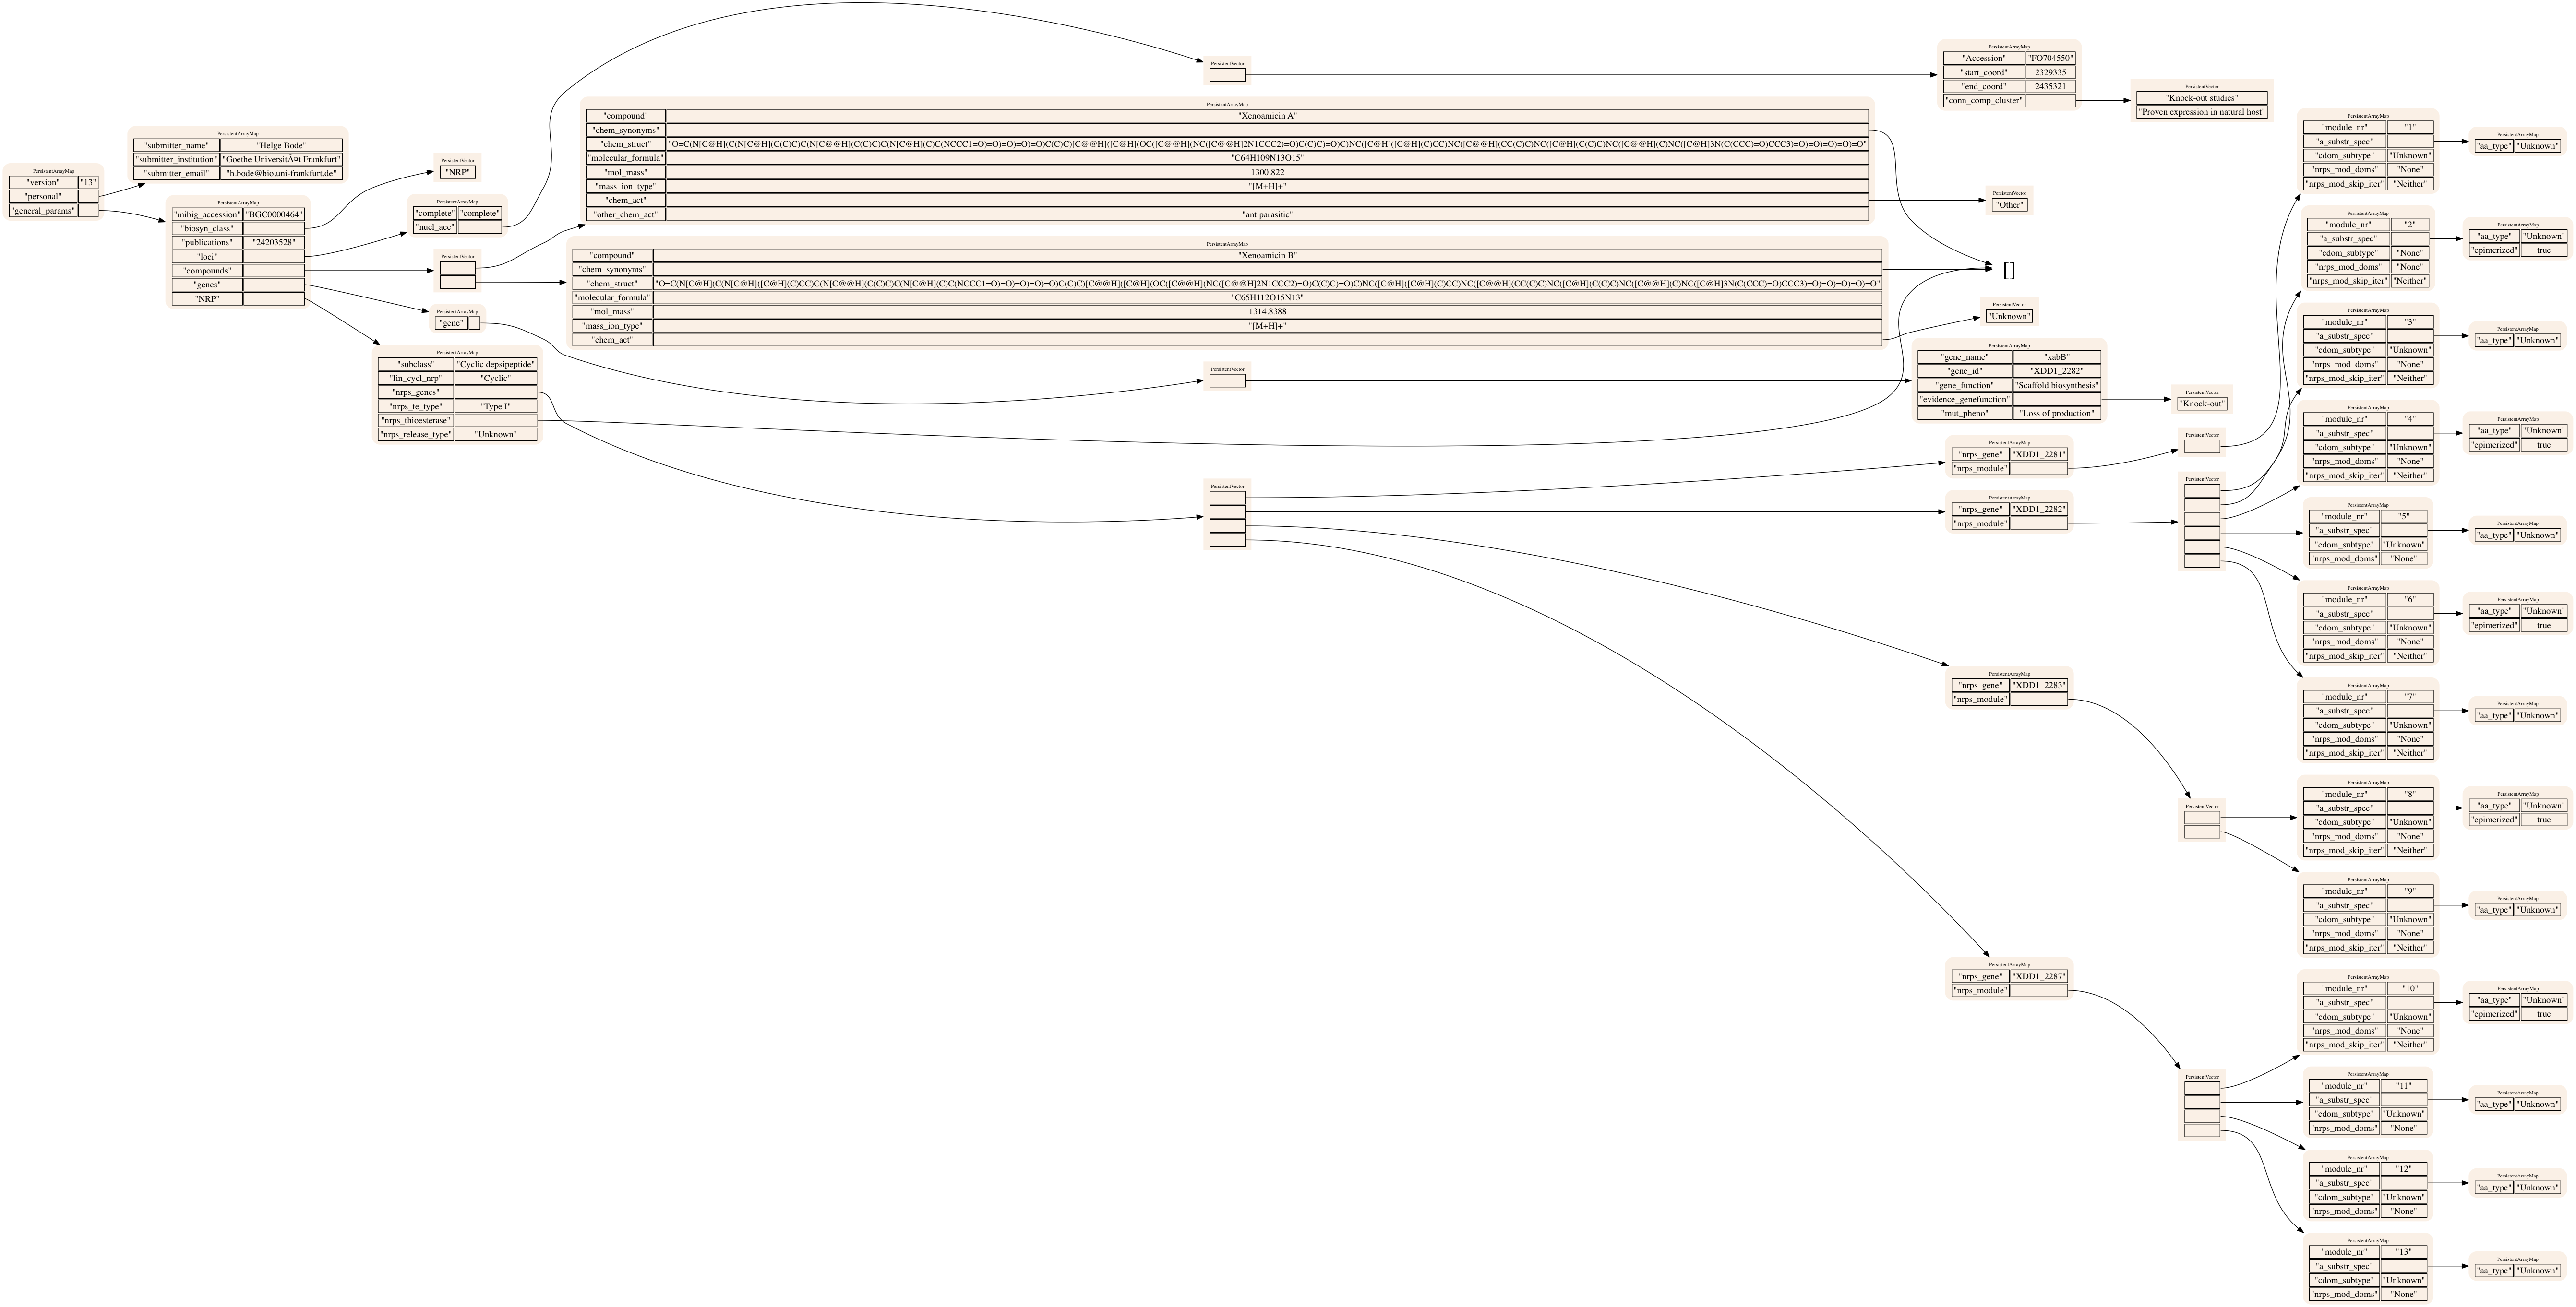 PersistentArrayMap
"version" "13"
"personal"
"general_params"
PersistentArrayMap
"submitter_name" "Helge Bode"
"submitter_institution" "Goethe UniversitÃ¤t Frankfurt"
"submitter_email" "h.bode@bio.uni-frankfurt.de"
PersistentArrayMap
"mibig_accession" "BGC0000464"
"biosyn_class"
"publications" "24203528"
"loci"
"compounds"
"genes"
"NRP"
PersistentVector
"NRP"
PersistentArrayMap
"complete" "complete"
"nucl_acc"
PersistentVector
PersistentArrayMap
"gene"
PersistentArrayMap
"subclass" "Cyclic depsipeptide"
"lin_cycl_nrp" "Cyclic"
"nrps_genes"
"nrps_te_type" "Type I"
"nrps_thioesterase"
"nrps_release_type" "Unknown"
PersistentVector
PersistentArrayMap
"compound" "Xenoamicin A"
"chem_synonyms"
"chem_struct" "O=C(N[C@H](C(N[C@H](C(C)C)C(N[C@@H](C(C)C)C(N[C@H](C)C(NCCC1=O)=O)=O)=O)=O)C(C)C)[C@@H]([C@H](OC([C@@H](NC([C@@H]2N1CCC2)=O)C(C)C)=O)C)NC([C@H]([C@H](C)CC)NC([C@@H](CC(C)C)NC([C@H](C(C)C)NC([C@@H](C)NC([C@H]3N(C(CCC)=O)CCC3)=O)=O)=O)=O)=O"
"molecular_formula" "C64H109N13O15"
"mol_mass" 1300.822
"mass_ion_type" "[M+H]+"
"chem_act"
"other_chem_act" "antiparasitic"
PersistentArrayMap
"compound" "Xenoamicin B"
"chem_synonyms"
"chem_struct" "O=C(N[C@H](C(N[C@H]([C@H](C)CC)C(N[C@@H](C(C)C)C(N[C@H](C)C(NCCC1=O)=O)=O)=O)=O)C(C)C)[C@@H]([C@H](OC([C@@H](NC([C@@H]2N1CCC2)=O)C(C)C)=O)C)NC([C@H]([C@H](C)CC)NC([C@@H](CC(C)C)NC([C@H](C(C)C)NC([C@@H](C)NC([C@H]3N(C(CCC)=O)CCC3)=O)=O)=O)=O)=O"
"molecular_formula" "C65H112O15N13"
"mol_mass" 1314.8388
"mass_ion_type" "[M+H]+"
"chem_act"
PersistentVector
PersistentVector
PersistentArrayMap
"Accession" "FO704550"
"start_coord" 2329335
"end_coord" 2435321
"conn_comp_cluster"
PersistentVector
"Knock-out studies"
"Proven expression in natural host"
PersistentVector
"Other"
[]
PersistentVector
"Unknown"
PersistentArrayMap
"gene_name" "xabB"
"gene_id" "XDD1_2282"
"gene_function" "Scaffold biosynthesis"
"evidence_genefunction"
"mut_pheno" "Loss of production"
PersistentVector
"Knock-out"
PersistentArrayMap
"nrps_gene" "XDD1_2281"
"nrps_module"
PersistentVector
PersistentArrayMap
"nrps_gene" "XDD1_2282"
"nrps_module"
PersistentVector
PersistentArrayMap
"nrps_gene" "XDD1_2283"
"nrps_module"
PersistentVector
PersistentArrayMap
"nrps_gene" "XDD1_2287"
"nrps_module"
PersistentVector
PersistentArrayMap
"module_nr" "1"
"a_substr_spec"
"cdom_subtype" "Unknown"
"nrps_mod_doms" "None"
"nrps_mod_skip_iter" "Neither"
PersistentArrayMap
"aa_type" "Unknown"
PersistentArrayMap
"module_nr" "2"
"a_substr_spec"
"cdom_subtype" "None"
"nrps_mod_doms" "None"
"nrps_mod_skip_iter" "Neither"
PersistentArrayMap
"aa_type" "Unknown"
"epimerized" true
PersistentArrayMap
"module_nr" "3"
"a_substr_spec"
"cdom_subtype" "Unknown"
"nrps_mod_doms" "None"
"nrps_mod_skip_iter" "Neither"
PersistentArrayMap
"aa_type" "Unknown"
PersistentArrayMap
"module_nr" "4"
"a_substr_spec"
"cdom_subtype" "Unknown"
"nrps_mod_doms" "None"
"nrps_mod_skip_iter" "Neither"
PersistentArrayMap
"aa_type" "Unknown"
"epimerized" true
PersistentArrayMap
"module_nr" "5"
"a_substr_spec"
"cdom_subtype" "Unknown"
"nrps_mod_doms" "None"
PersistentArrayMap
"aa_type" "Unknown"
PersistentArrayMap
"module_nr" "6"
"a_substr_spec"
"cdom_subtype" "Unknown"
"nrps_mod_doms" "None"
"nrps_mod_skip_iter" "Neither"
PersistentArrayMap
"aa_type" "Unknown"
"epimerized" true
PersistentArrayMap
"module_nr" "7"
"a_substr_spec"
"cdom_subtype" "Unknown"
"nrps_mod_doms" "None"
"nrps_mod_skip_iter" "Neither"
PersistentArrayMap
"aa_type" "Unknown"
PersistentArrayMap
"module_nr" "8"
"a_substr_spec"
"cdom_subtype" "Unknown"
"nrps_mod_doms" "None"
"nrps_mod_skip_iter" "Neither"
PersistentArrayMap
"aa_type" "Unknown"
"epimerized" true
PersistentArrayMap
"module_nr" "9"
"a_substr_spec"
"cdom_subtype" "Unknown"
"nrps_mod_doms" "None"
"nrps_mod_skip_iter" "Neither"
PersistentArrayMap
"aa_type" "Unknown"
PersistentArrayMap
"module_nr" "10"
"a_substr_spec"
"cdom_subtype" "Unknown"
"nrps_mod_doms" "None"
"nrps_mod_skip_iter" "Neither"
PersistentArrayMap
"aa_type" "Unknown"
"epimerized" true
PersistentArrayMap
"module_nr" "11"
"a_substr_spec"
"cdom_subtype" "Unknown"
"nrps_mod_doms" "None"
PersistentArrayMap
"aa_type" "Unknown"
PersistentArrayMap
"module_nr" "12"
"a_substr_spec"
"cdom_subtype" "Unknown"
"nrps_mod_doms" "None"
PersistentArrayMap
"aa_type" "Unknown"
PersistentArrayMap
"module_nr" "13"
"a_substr_spec"
"cdom_subtype" "Unknown"
"nrps_mod_doms" "None"
PersistentArrayMap
"aa_type" "Unknown"